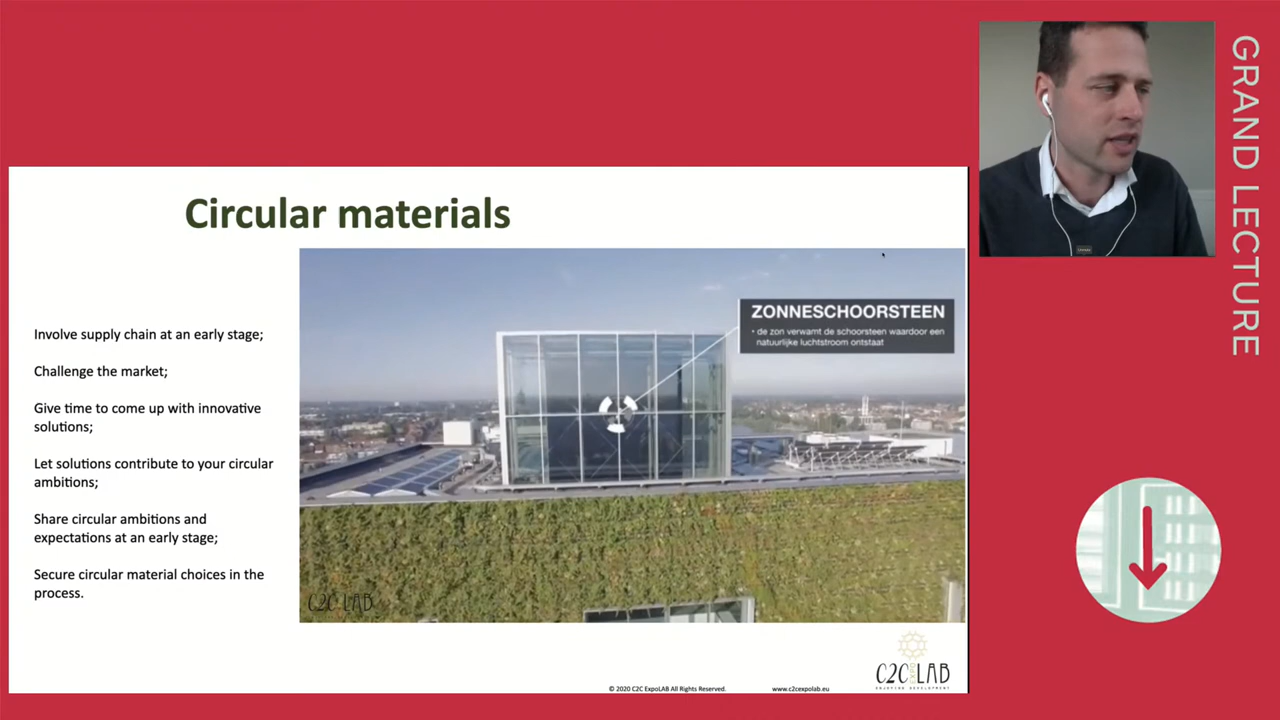 GRAND LECTURE
Circular materials
Involve supply chain at an early stage;
Challenge the market;
Give time to come up with innovative
solutions;
Let solutions contribute to your circular
ambitions;
Share circular ambitions and
expectations at an early stage;
Secure circular material choices in the
process.
ZONNESCHOORSTEEN
• de zon verwarmt de schoorsteen waardoor een
natuurlijke luchtstroom ontstaat
C2C LAB
C2C EXPO LAB
ENJOYING DEVELOPMENT
© 2020 C2C ExpoLAB All Rights Reserved.
www.c2cexpolab.eu